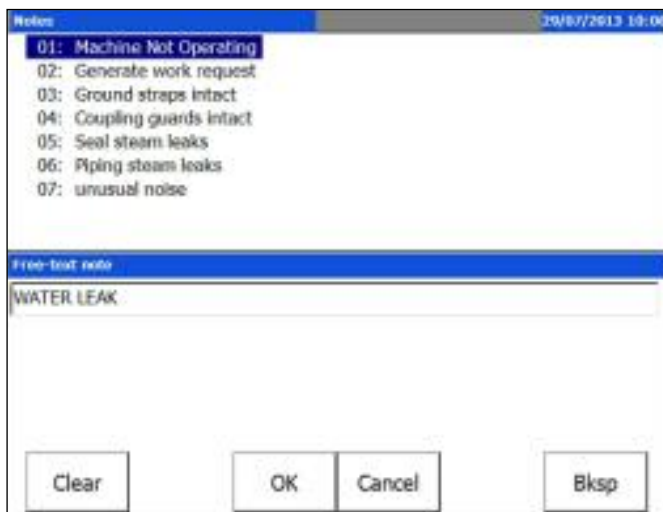 Notes 29/07/2013 10:06
01: Machine Not Operating
02: Generate work request
03: Ground straps intact
04: Coupling guards intact
05: Seal steam leaks
06: Piping steam leaks
07: unusual noise
Free-text note
WATER LEAK
Clear OK Cancel Bksp